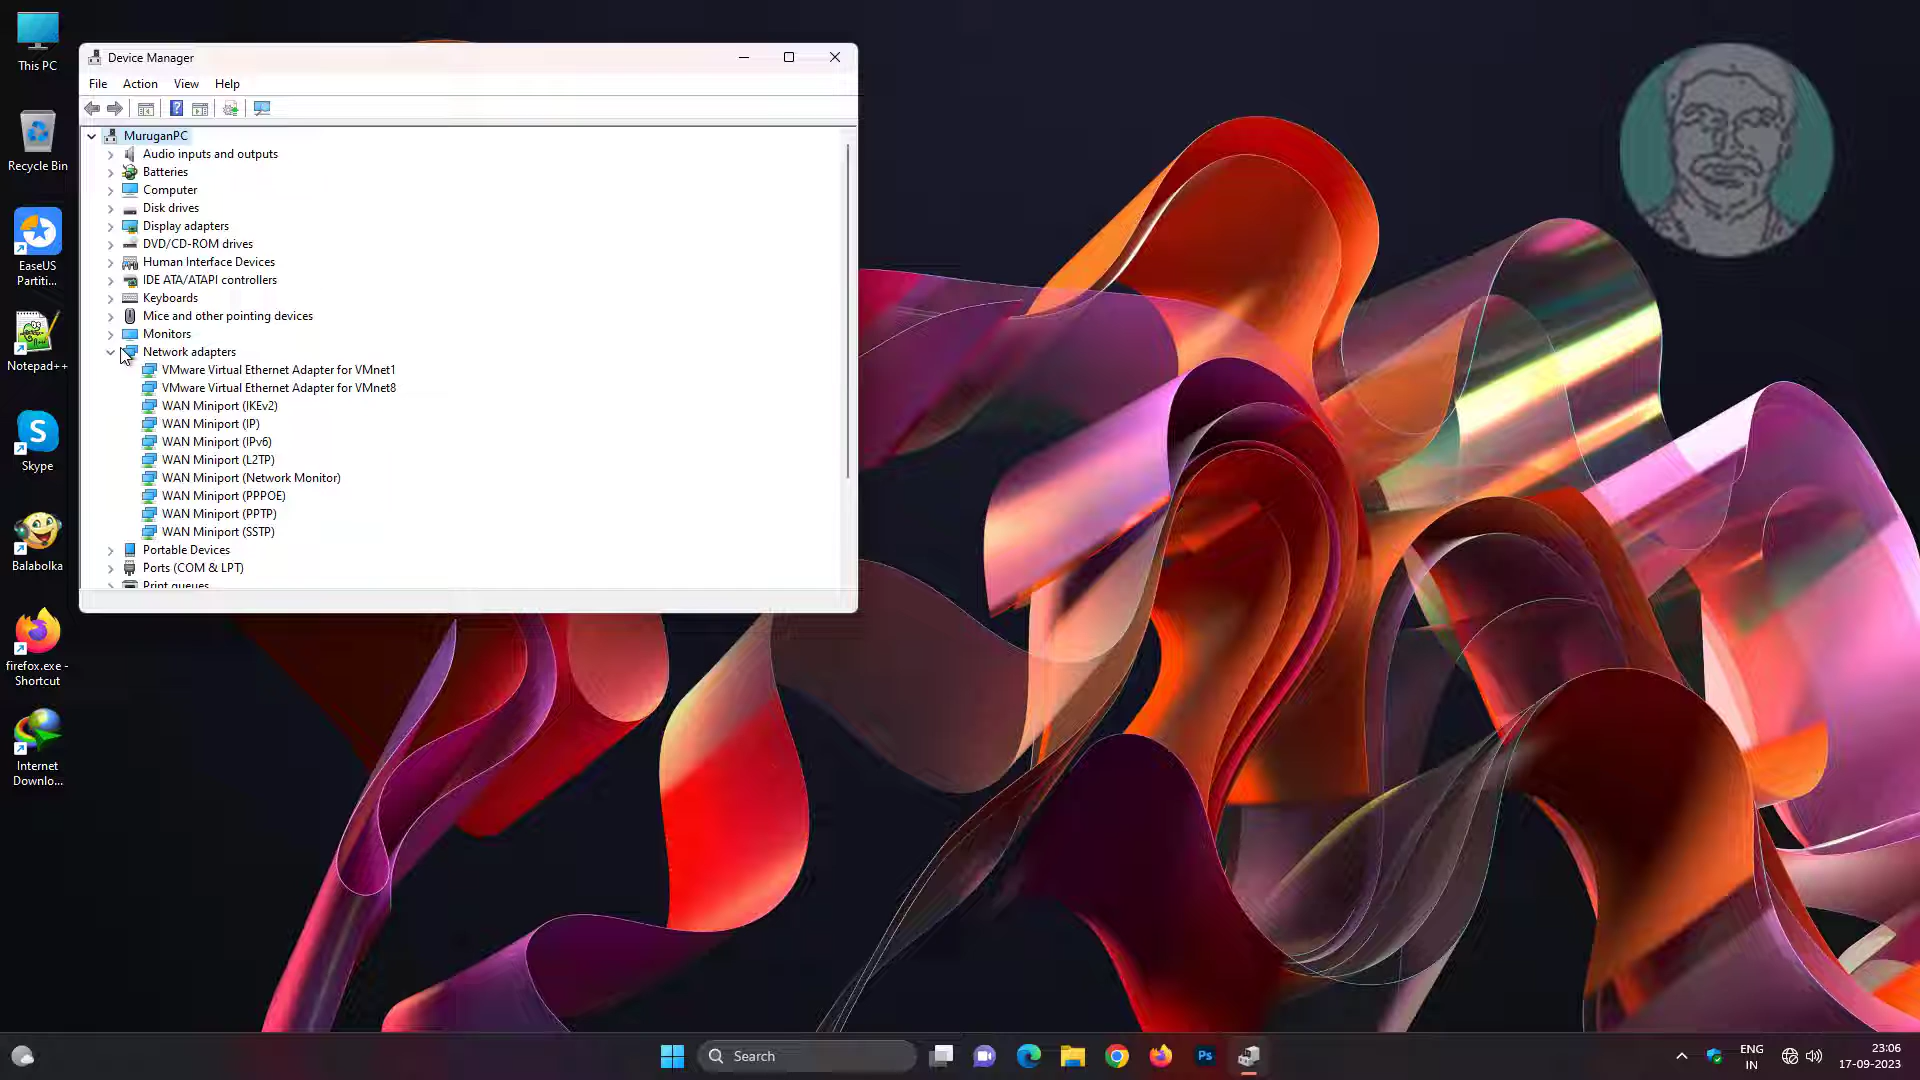 This PC
Recycle Bin
EaseUS
Partiti...
Notepad++
Skype
Balabolka
firefox.exe -
Shortcut
Internet
Downlo...
Device Manager
File Action View Help
MuruganPC
Audio inputs and outputs
Batteries
Computer
Disk drives
Display adapters
DVD/CD-ROM drives
Human Interface Devices
IDE ATA/ATAPI controllers
Keyboards
Mice and other pointing devices
Monitors
Network adapters
VMware Virtual Ethernet Adapter for VMnet1
VMware Virtual Ethernet Adapter for VMnet8
WAN Miniport (IKEv2)
WAN Miniport (IP)
WAN Miniport (IPv6)
WAN Miniport (L2TP)
WAN Miniport (Network Monitor)
WAN Miniport (PPPOE)
WAN Miniport (PPTP)
WAN Miniport (SSTP)
Portable Devices
Ports (COM & LPT)
Print queues
Search
Ps
ENG
IN
23:06
17-09-2023